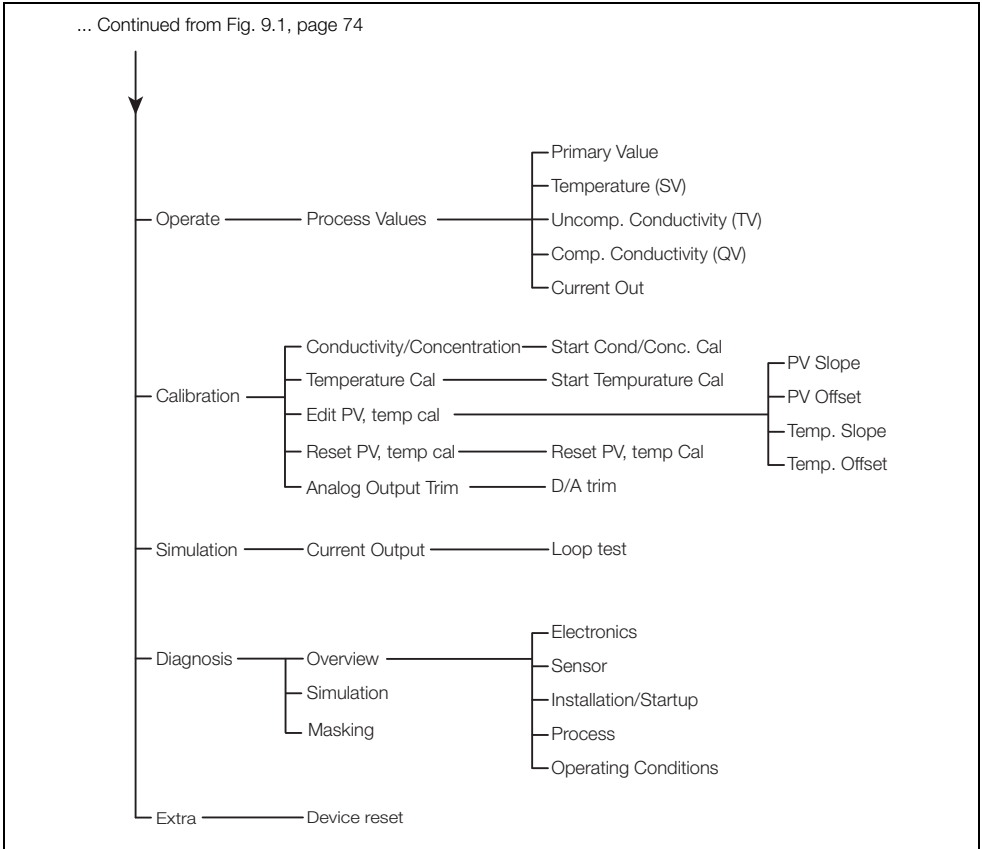 ... Continued from Fig. 9.1, page 74
Primary Value
Temperature (SV)
Operate Process Values Uncomp. Conductivity (TV)
Comp. Conductivity (QV)
Current Out
Conductivity/Concentration Start Cond/Conc. Cal
PV Slope
Temperature Cal Start Tempurature Cal
Calibration PV Offset
Edit PV, temp cal
Temp. Slope
Reset PV, temp cal Reset PV, temp Cal
Temp. Offset
Analog Output Trim D/A trim
Simulation Current Output Loop test
Electronics
Diagnosis Overview Sensor
Simulation Installation/Startup
Masking Process
Operating Conditions
Extra Device reset